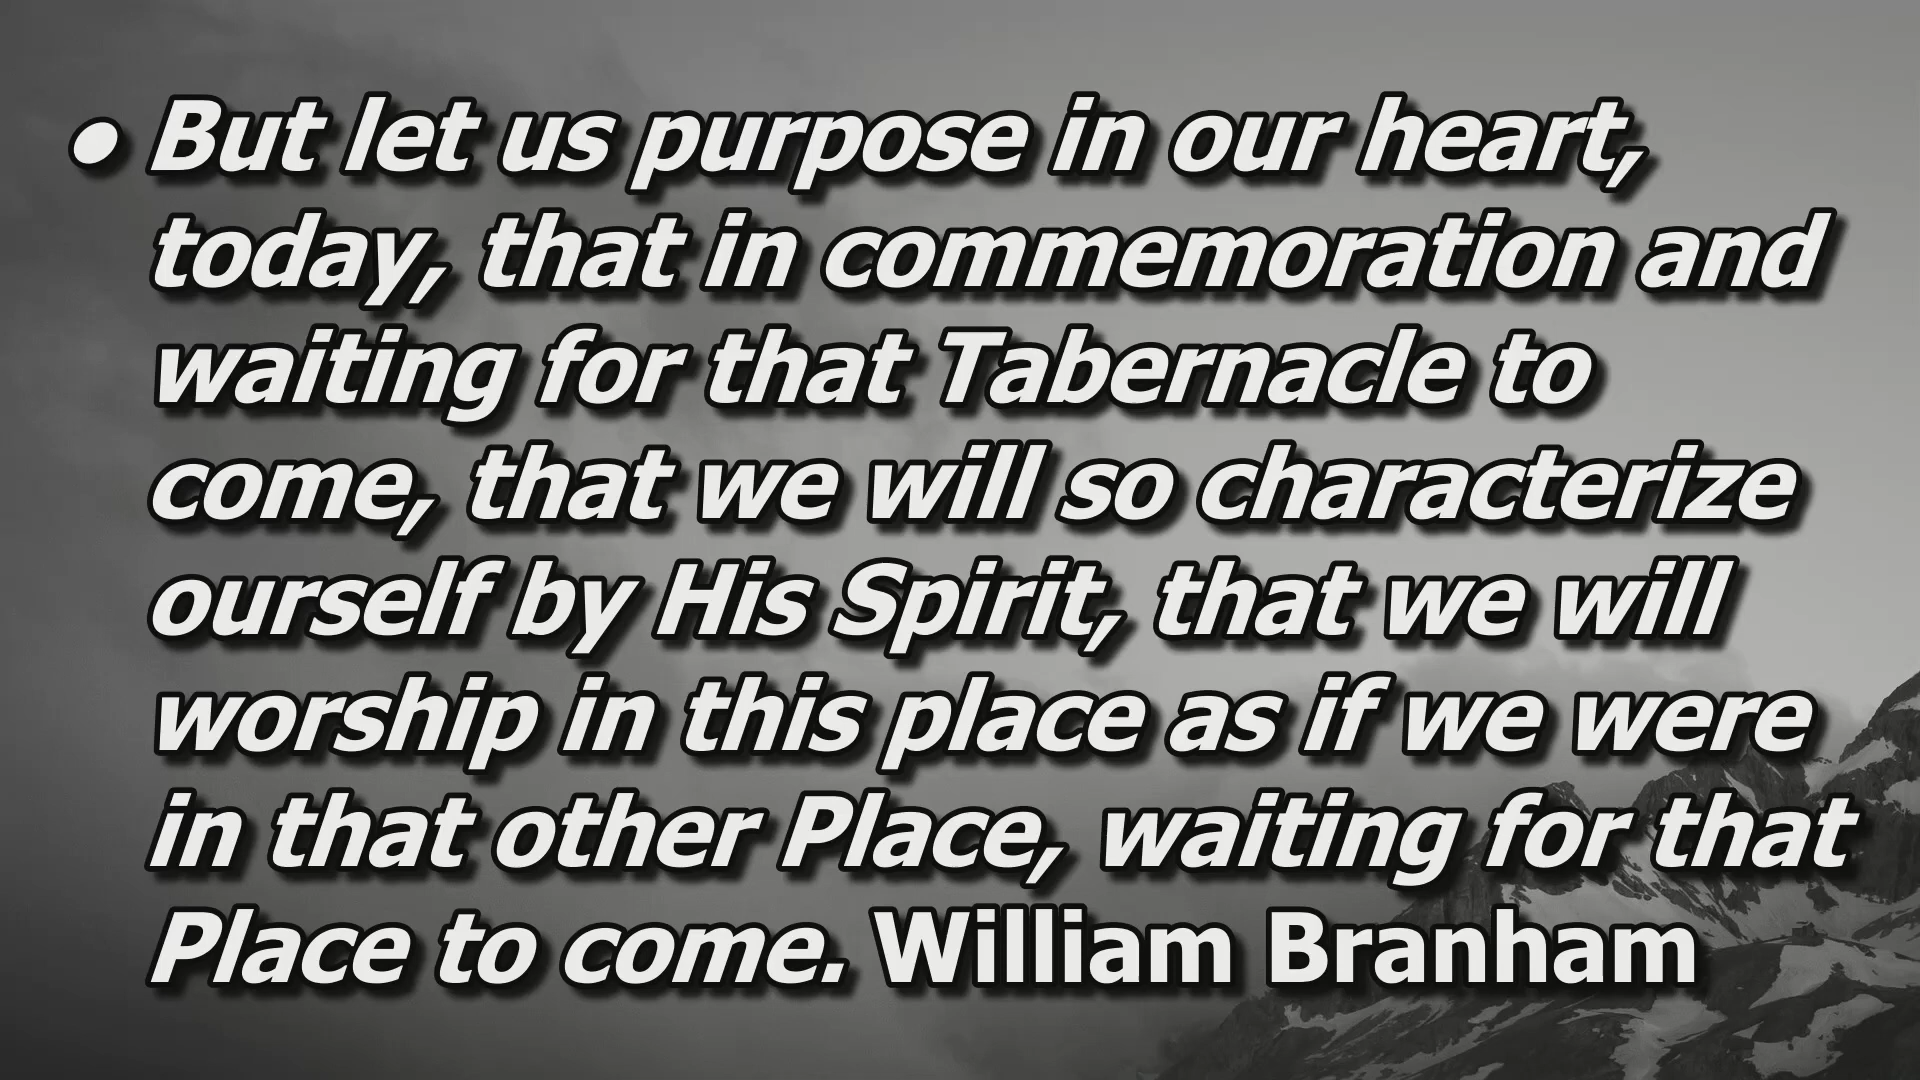 • But let us purpose in our heart,
today, that in commemoration and
waiting for that Tabernacle to
come, that we will so characterize
ourself by His Spirit, that we will
worship in this place as if we were
in that other Place, waiting for that
Place to come. William Branham